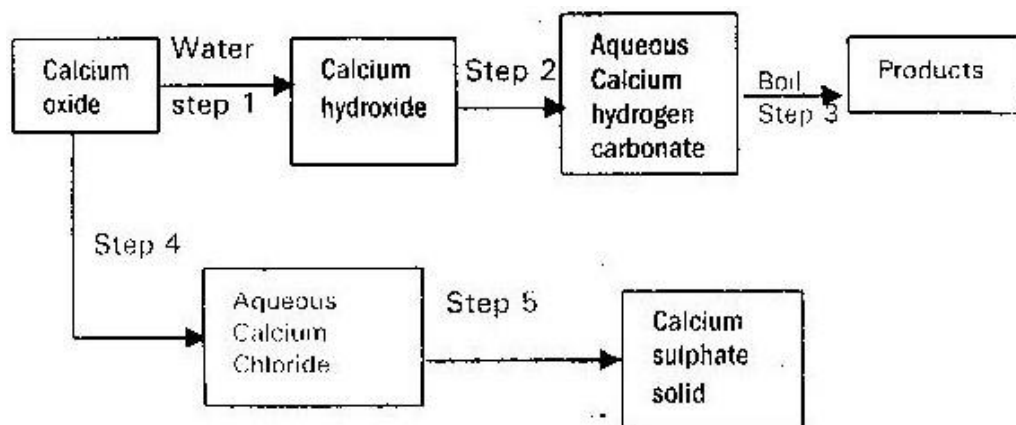 Calcium
oxide
Water
step 1
Calcium
hydroxide
Step 2
Aqueous
Calcium
hydrogen
carbonate
Boil
Step 3
Products
Step 4
Aqueous
Calcium
Chloride
Step 5
Calcium
sulphate
solid